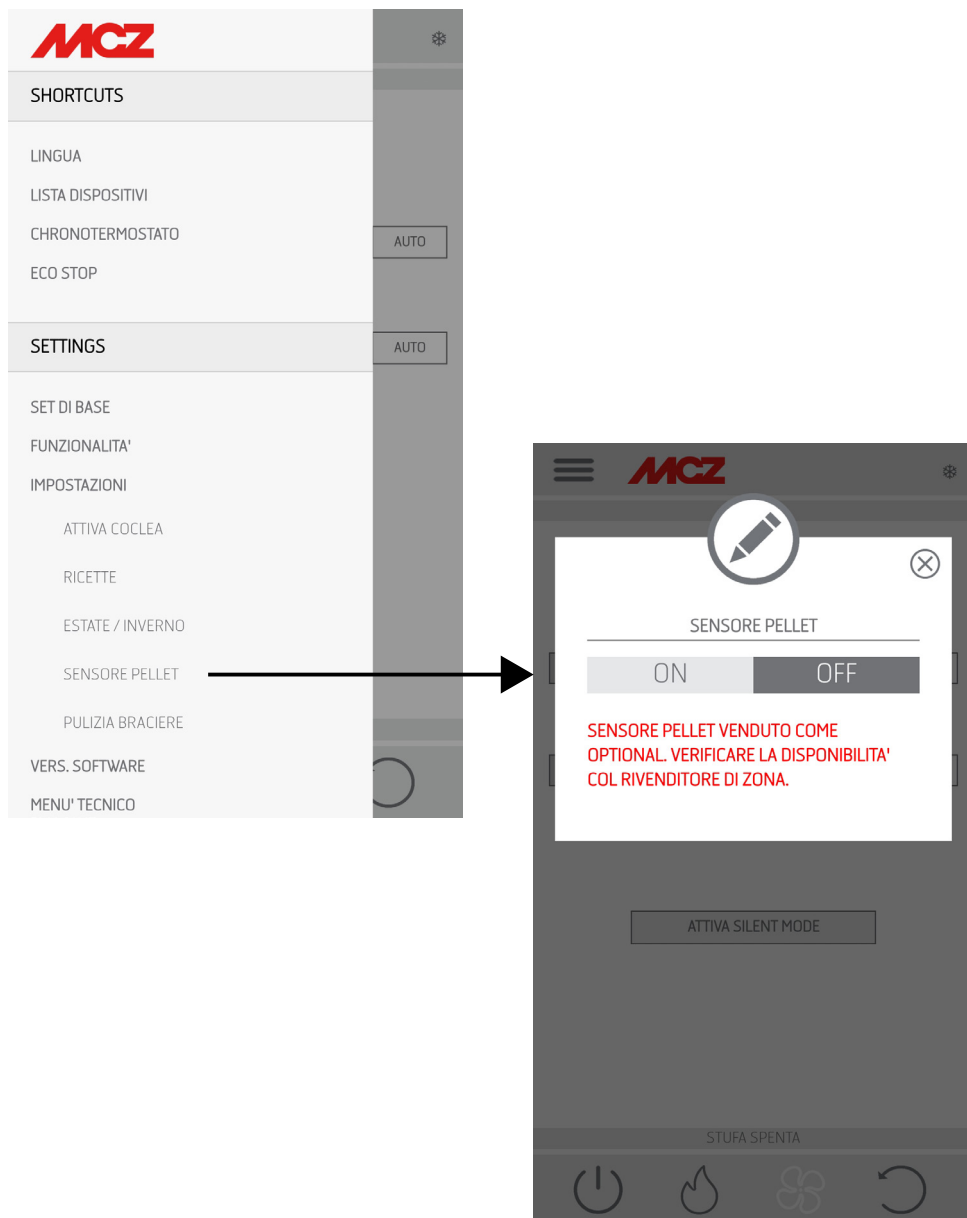 MCZ
SHORTCUTS
LINGUA
LISTA DISPOSITIVI
CHRONOTERMOSTATO
AUTO
ECO STOP
SETTINGS
AUTO
SET DI BASE
FUNZIONALITA'
IMPOSTAZIONI
ATTIVA COCLEA
RICETTE
ESTATE / INVERNO
SENSORE PELLET
PULIZIA BRACIERE
VERS. SOFTWARE
MENU' TECNICO
MCZ
SENSORE PELLET
ON OFF
SENSORE PELLET VENDUTO COME
OPTIONAL. VERIFICARE LA DISPONIBILITA'
COL RIVENDITORE DI ZONA.
ATTIVA SILENT MODE
STUFA SPENTA